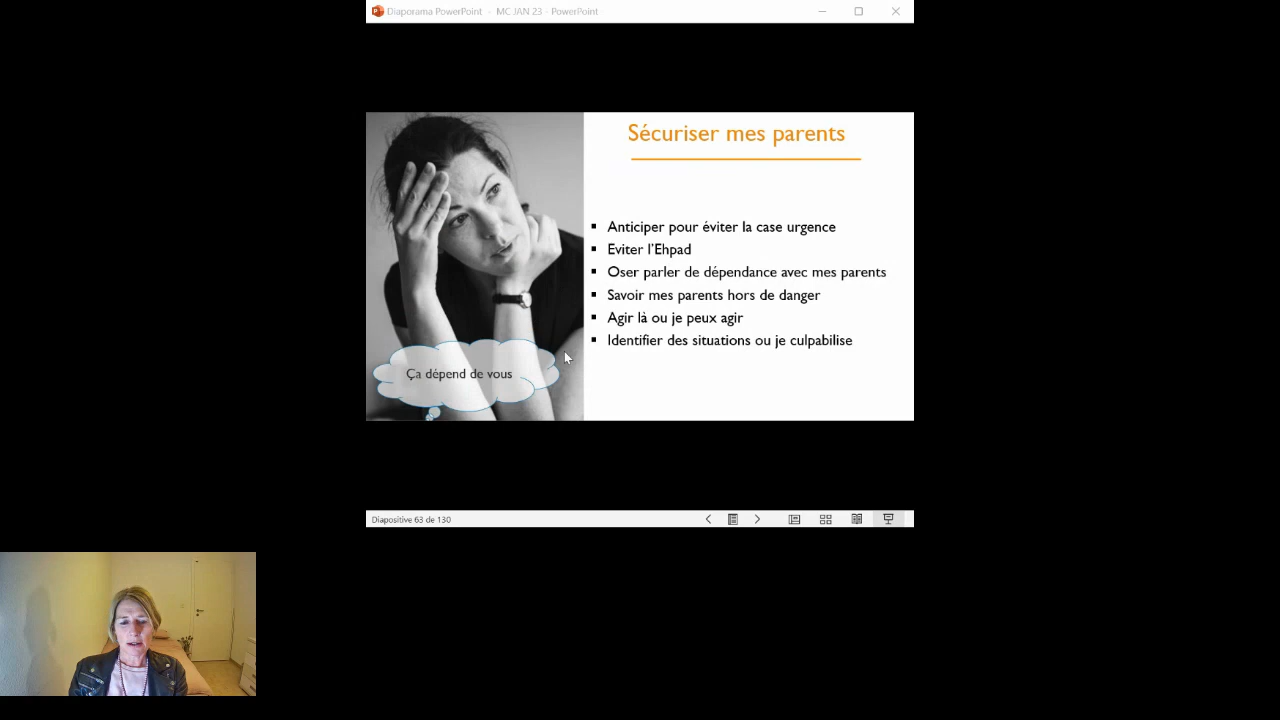 Diaporama PowerPoint - MC JAN 23 - PowerPoint
Sécuriser mes parents
▪ Anticiper pour éviter la case urgence
▪ Eviter l'Ehpad
▪ Oser parler de dépendance avec mes parents
▪ Savoir mes parents hors de danger
▪ Agir là ou je peux agir
▪ Identifier des situations ou je culpabilise
Ça dépend de vous
Diapositive 63 de 130